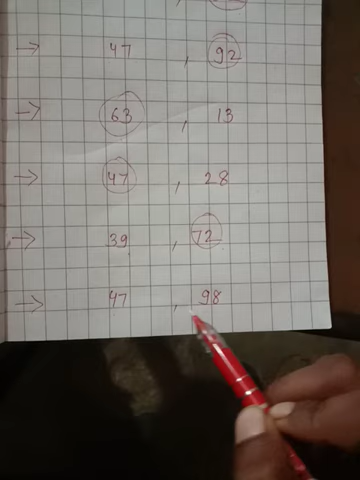 → 47 , 92
→ 63 , 13
→ 47 , 28
→ 39 , 72
→ 47 , 98